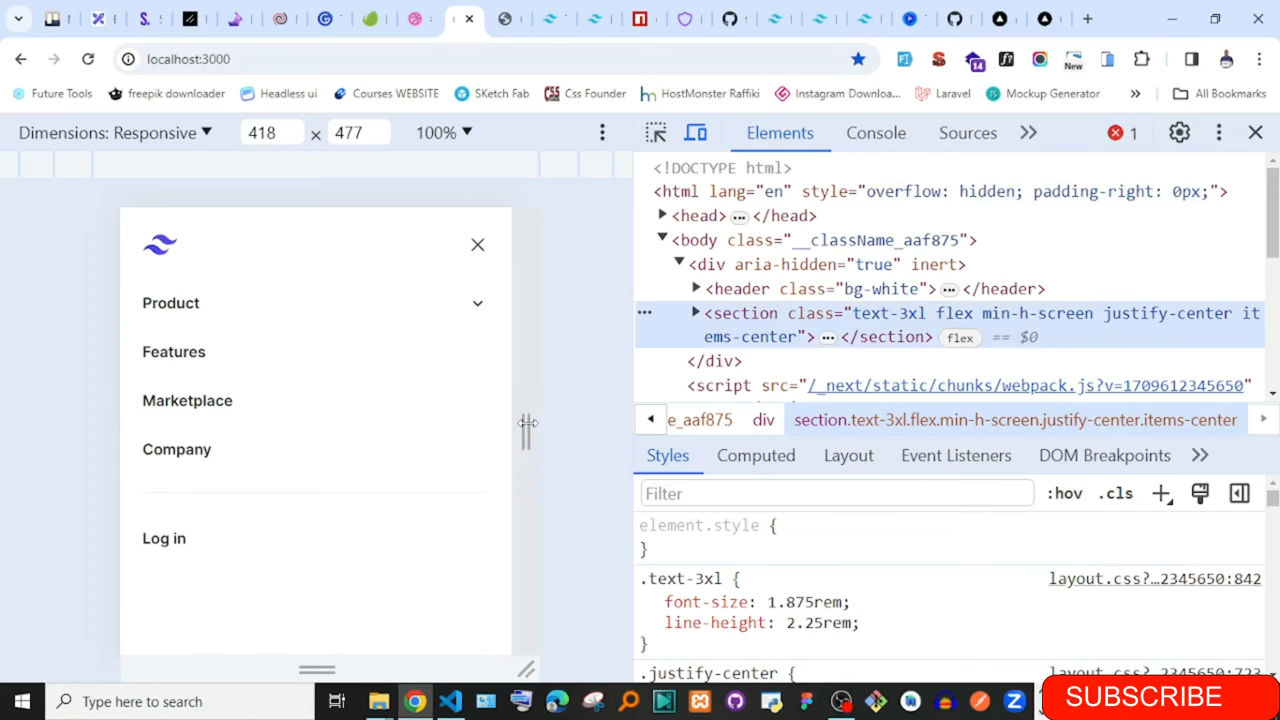 localhost:3000
New
14
Future Tools
freepik downloader
Headless ui
Courses WEBSITE
SKetch Fab
Css Founder
HostMonster Raffiki
Instagram Downloa...
Laravel
Mockup Generator
»
All Bookmarks
Dimensions: Responsive
418 × 477
100%
Elements
Console
Sources
»
1
<!DOCTYPE html>
<html lang="en" style="overflow: hidden; padding-right: 0px;">
<head> … </head>
<body class="__className_aaf875">
<div aria-hidden="true" inert>
<header class="bg-white"> … </header>
<section class="text-3xl flex min-h-screen justify-center it
ems-center"> … </section> flex == $0
</div>
<script src="/_next/static/chunks/webpack.js?v=1709612345650"
e_aaf875 div section.text-3xl.flex.min-h-screen.justify-center.items-center
Product
Features
Marketplace
Company
Log in
Styles
Computed
Layout
Event Listeners
DOM Breakpoints
»
Filter
:hov .cls
element.style {
}
.text-3xl {
layout.css?…2345650:842
font-size: 1.875rem;
line-height: 2.25rem;
}
.justify-center {
layout.css?…2345650:723
Type here to search
SUBSCRIBE